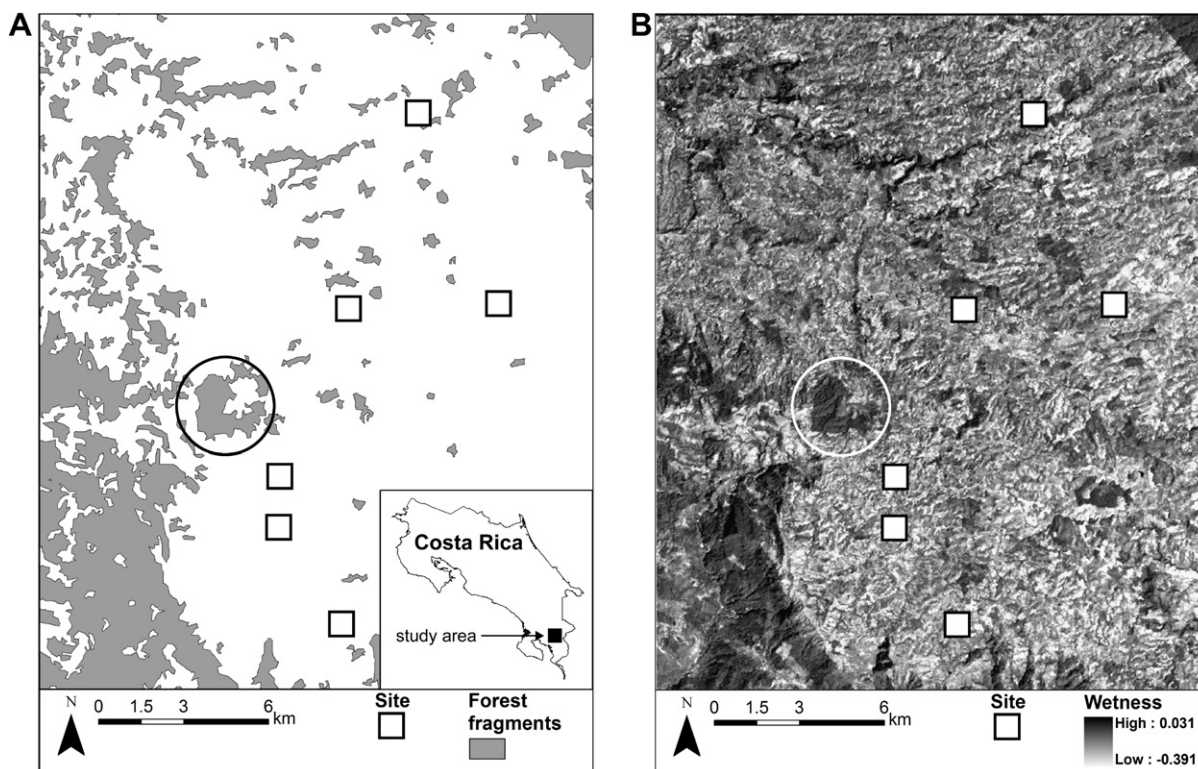 A
B
Costa Rica
study area
N
0 1.5 3 6
km
Site
Forest
fragments
N
0 1.5 3 6
km
Site
Wetness
High : 0.031
Low : -0.391